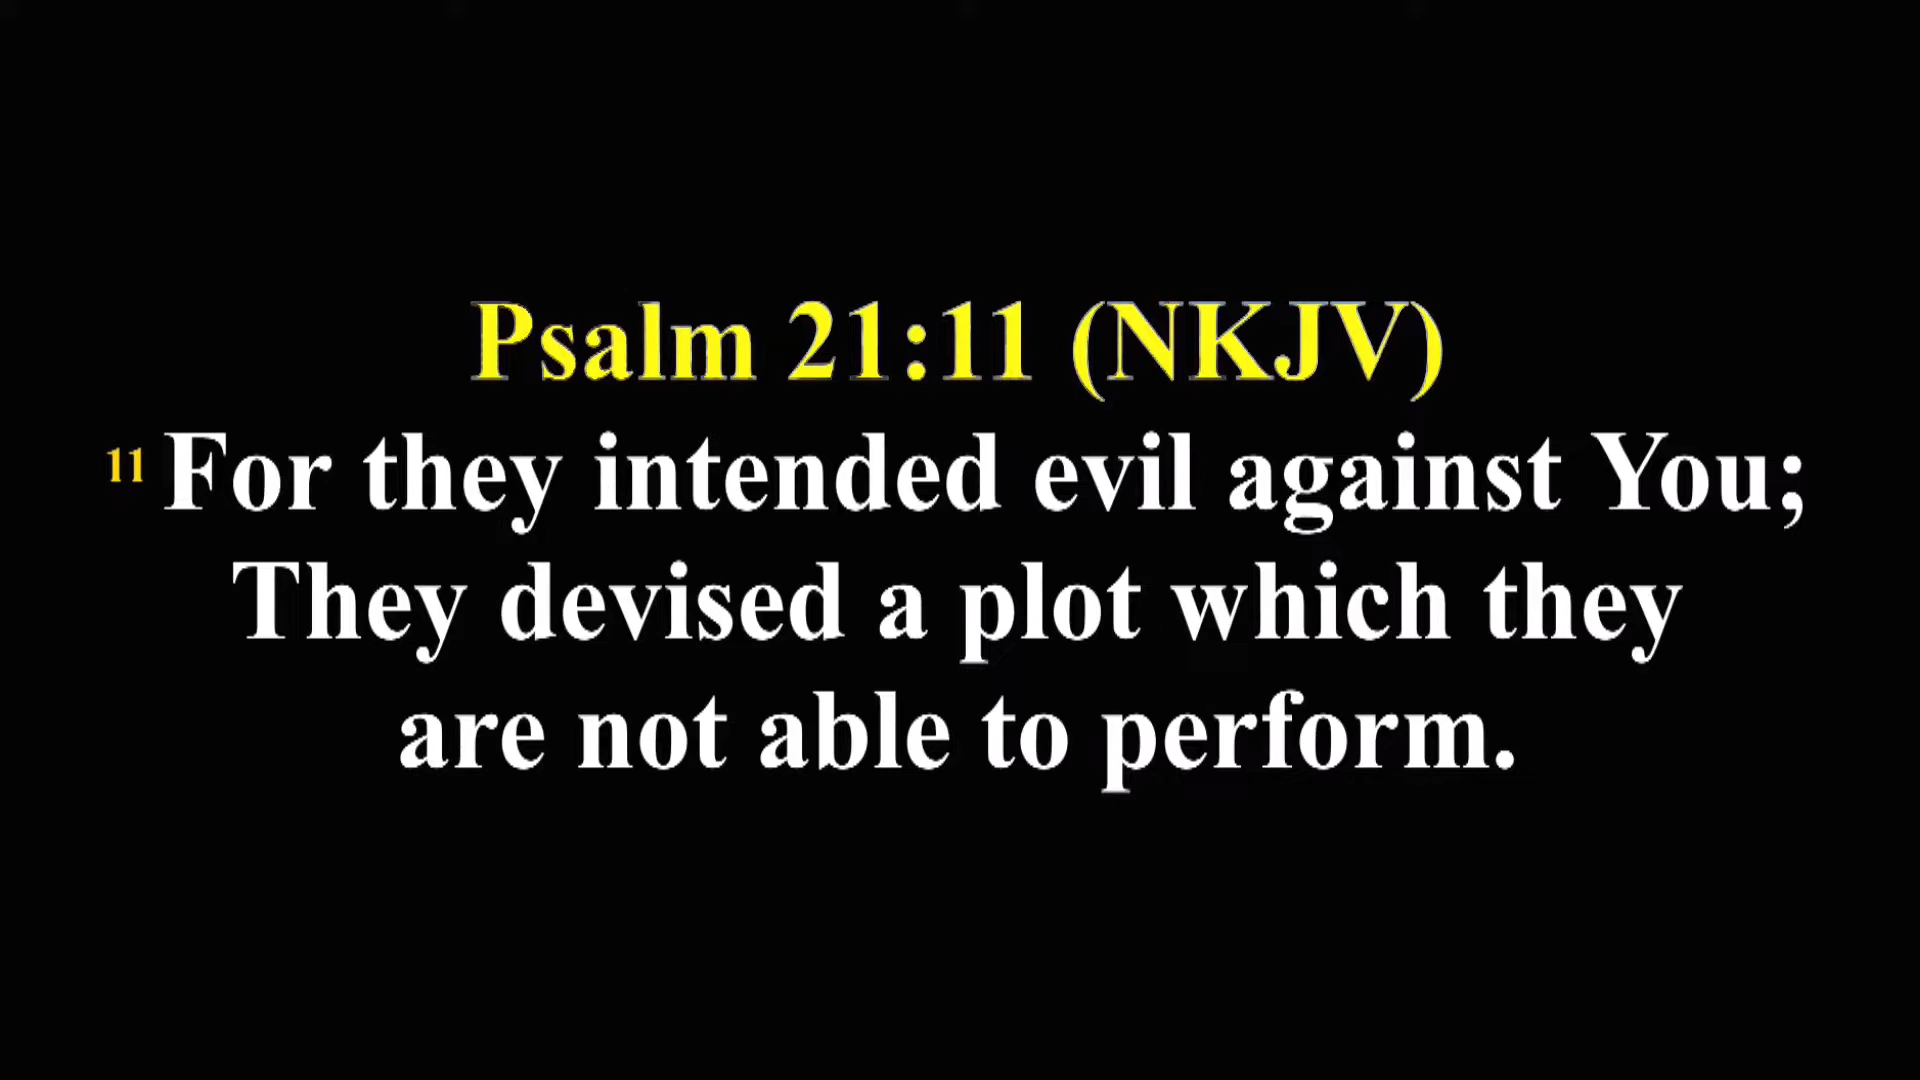 Psalm 21:11 (NKJV)
11 For they intended evil against You;
They devised a plot which they
are not able to perform.